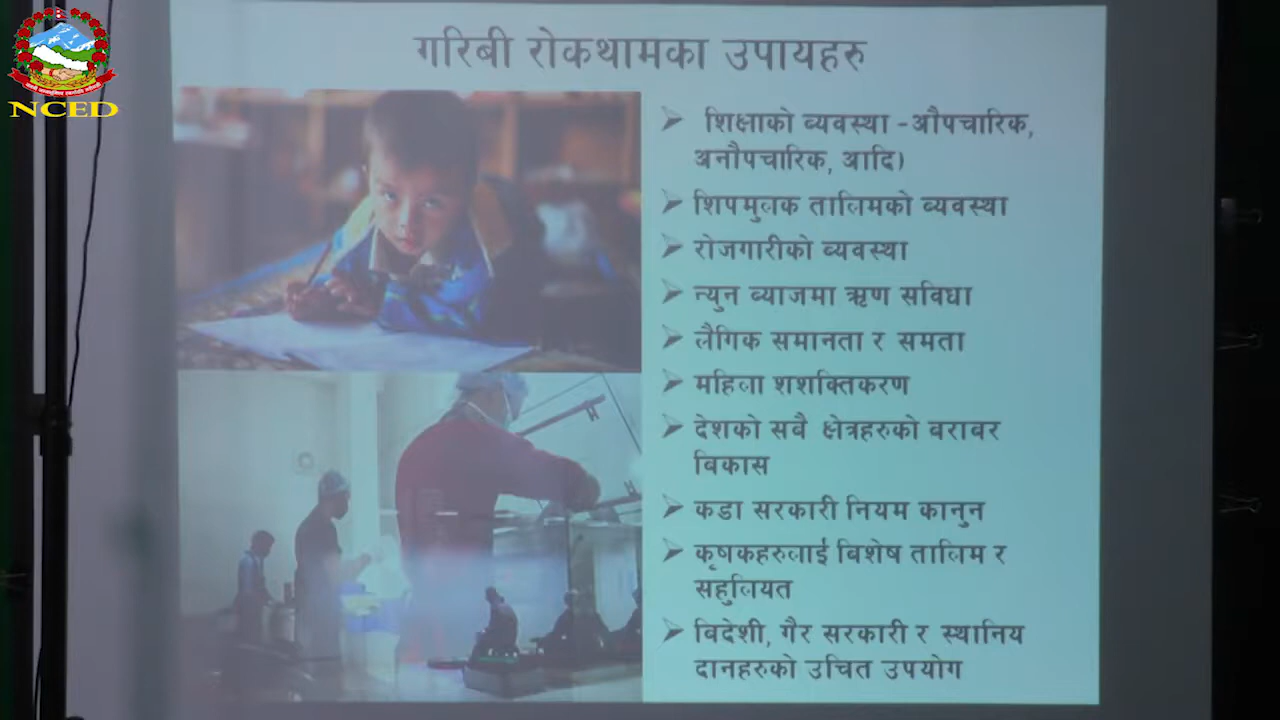 NCED
गरिबी रोकथामका उपायहरु
शिक्षाको ब्यवस्था -औपचारिक,
अनौपचारिक, आदि)
शिपमुलक तालिमको ब्यवस्था
रोजगारीको ब्यवस्था
न्युन ब्याजमा ऋण सविधा
लैगिक समानता र समता
महिला शशक्तिकरण
देशको सबै क्षेत्रहरुको बराबर
बिकास
कडा सरकारी नियम कानुन
कृषकहरुलाई बिशेष तालिम र
सहुलियत
बिदेशी, गैर सरकारी र स्थानिय
दानहरुको उचित उपयोग